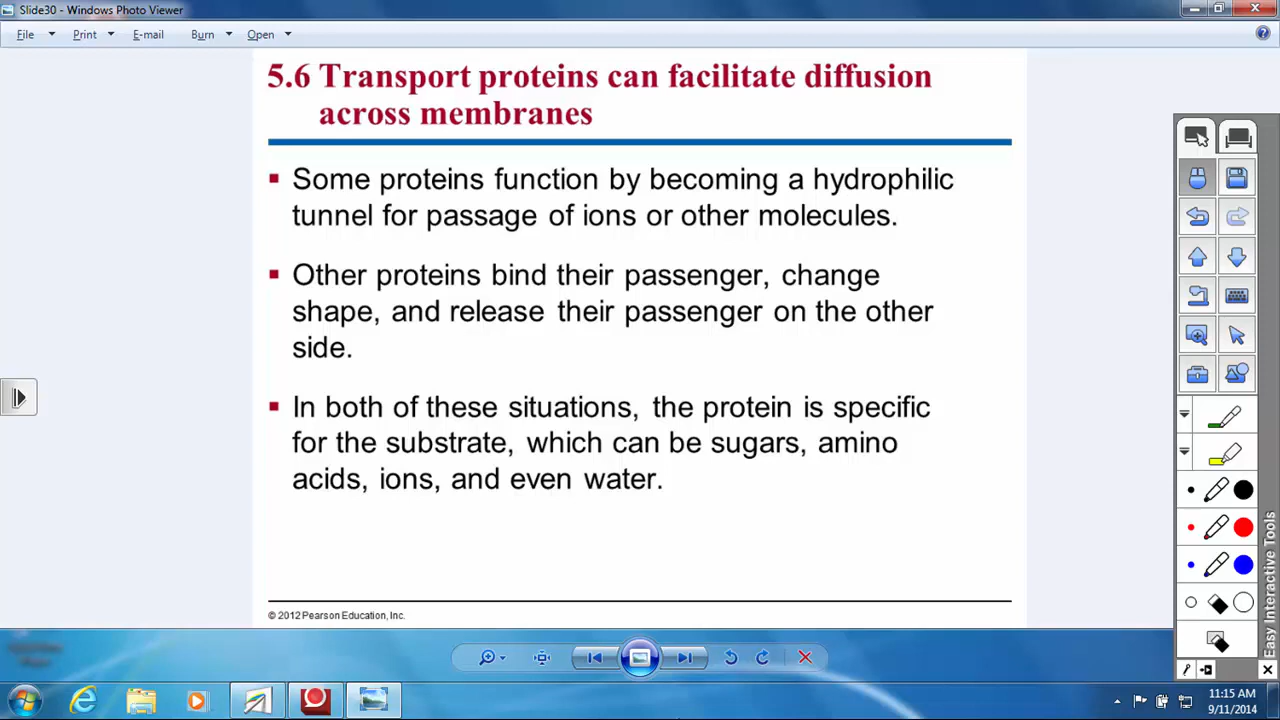 Slide30 - Windows Photo Viewer
File Print E-mail Burn Open
5.6 Transport proteins can facilitate diffusion
across membranes
Some proteins function by becoming a hydrophilic
tunnel for passage of ions or other molecules.
Other proteins bind their passenger, change
shape, and release their passenger on the other
side.
In both of these situations, the protein is specific
for the substrate, which can be sugars, amino
acids, ions, and even water.
© 2012 Pearson Education, Inc.
Easy Interactive Tools
11:15 AM
9/11/2014